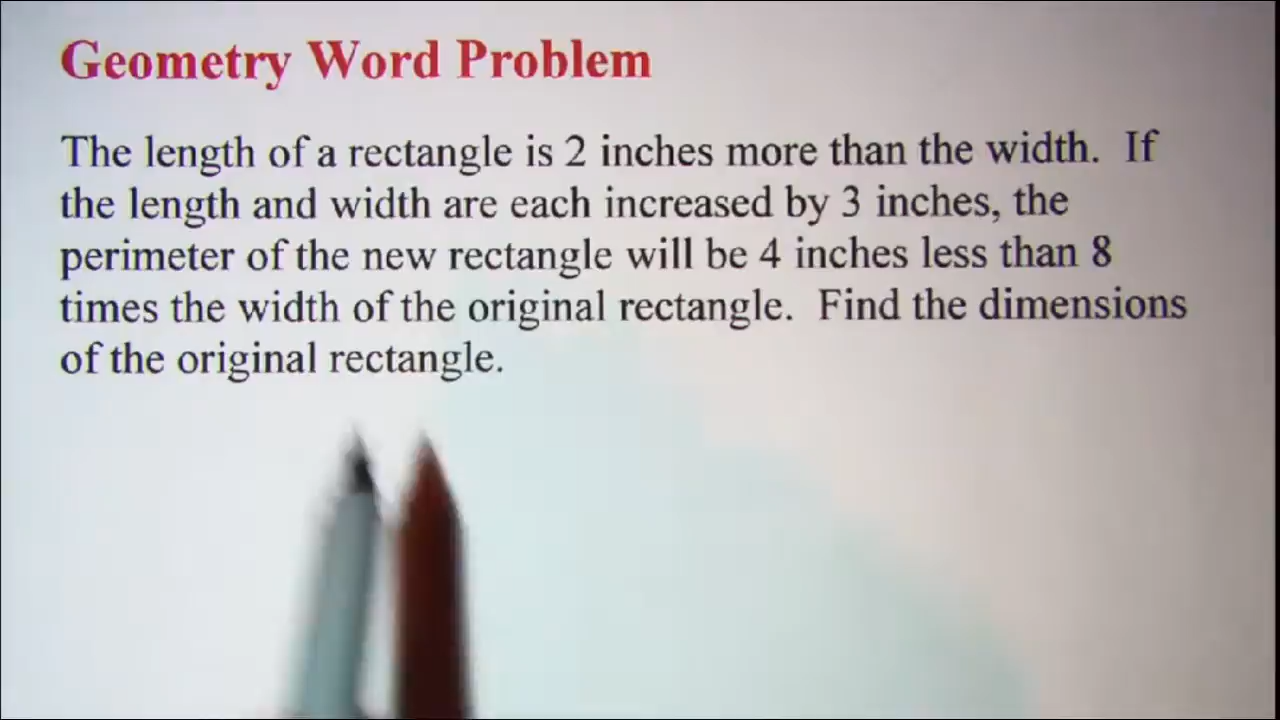 Geometry Word Problem
The length of a rectangle is 2 inches more than the width. If
the length and width are each increased by 3 inches, the
perimeter of the new rectangle will be 4 inches less than 8
times the width of the original rectangle. Find the dimensions
of the original rectangle.